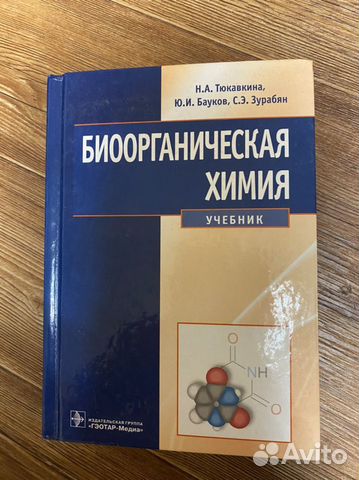 Н.А. Тюкавкина,
Ю.И. Бауков, С.Э. Зурабян
БИООРГАНИЧЕСКАЯ
ХИМИЯ
УЧЕБНИК
O
NH
O
ИЗДАТЕЛЬСКАЯ ГРУППА
«ГЭОТАР-Медиа»
Avito